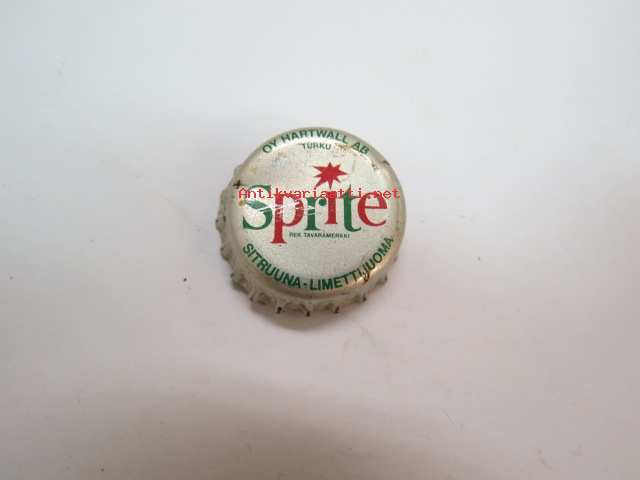 OY HARTWALL AB
TURKU
Antikvariaatti.net
Sprite
REK. TAVARAMERKKI
SITRUUNA-LIMETTIJUOMA